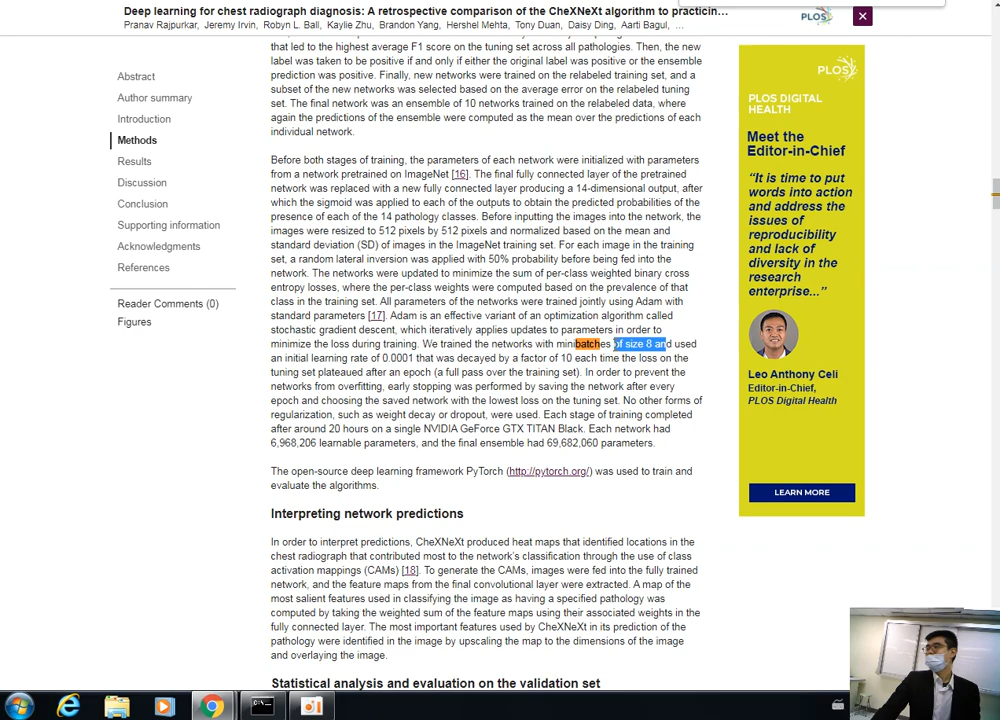 Deep learning for chest radiograph diagnosis: A retrospective comparison of the CheXNeXt algorithm to practicin…
Pranav Rajpurkar, Jeremy Irvin, Robyn L. Ball, Kaylie Zhu, Brandon Yang, Hershel Mehta, Tony Duan, Daisy Ding, Aarti Bagul, …
PLOS
Abstract
Author summary
Introduction
Methods
Results
Discussion
Conclusion
Supporting information
Acknowledgments
References
Reader Comments (0)
Figures
that led to the highest average F1 score on the tuning set across all pathologies. Then, the new
label was taken to be positive if and only if either the original label was positive or the ensemble
prediction was positive. Finally, new networks were trained on the relabeled training set, and a
subset of the new networks was selected based on the average error on the relabeled tuning
set. The final network was an ensemble of 10 networks trained on the relabeled data, where
again the predictions of the ensemble were computed as the mean over the predictions of each
individual network.
Before both stages of training, the parameters of each network were initialized with parameters
from a network pretrained on ImageNet [16]. The final fully connected layer of the pretrained
network was replaced with a new fully connected layer producing a 14-dimensional output, after
which the sigmoid was applied to each of the outputs to obtain the predicted probabilities of the
presence of each of the 14 pathology classes. Before inputting the images into the network, the
images were resized to 512 pixels by 512 pixels and normalized based on the mean and
standard deviation (SD) of images in the ImageNet training set. For each image in the training
set, a random lateral inversion was applied with 50% probability before being fed into the
network. The networks were updated to minimize the sum of per-class weighted binary cross
entropy losses, where the per-class weights were computed based on the prevalence of that
class in the training set. All parameters of the networks were trained jointly using Adam with
standard parameters [17]. Adam is an effective variant of an optimization algorithm called
stochastic gradient descent, which iteratively applies updates to parameters in order to
minimize the loss during training. We trained the networks with minibatches of size 8 and used
an initial learning rate of 0.0001 that was decayed by a factor of 10 each time the loss on the
tuning set plateaued after an epoch (a full pass over the training set). In order to prevent the
networks from overfitting, early stopping was performed by saving the network after every
epoch and choosing the saved network with the lowest loss on the tuning set. No other forms of
regularization, such as weight decay or dropout, were used. Each stage of training completed
after around 20 hours on a single NVIDIA GeForce GTX TITAN Black. Each network had
6,968,206 learnable parameters, and the final ensemble had 69,682,060 parameters.
The open-source deep learning framework PyTorch (http://pytorch.org/) was used to train and
evaluate the algorithms.
Interpreting network predictions
In order to interpret predictions, CheXNeXt produced heat maps that identified locations in the
chest radiograph that contributed most to the network's classification through the use of class
activation mappings (CAMs) [18]. To generate the CAMs, images were fed into the fully trained
network, and the feature maps from the final convolutional layer were extracted. A map of the
most salient features used in classifying the image as having a specified pathology was
computed by taking the weighted sum of the feature maps using their associated weights in the
fully connected layer. The most important features used by CheXNeXt in its prediction of the
pathology were identified in the image by upscaling the map to the dimensions of the image
and overlaying the image.
Statistical analysis and evaluation on the validation set
PLOS
PLOS DIGITAL
HEALTH
Meet the
Editor-in-Chief
"It is time to put
words into action
and address the
issues of
reproducibility
and lack of
diversity in the
research
enterprise..."
Leo Anthony Celi
Editor-in-Chief,
PLOS Digital Health
LEARN MORE